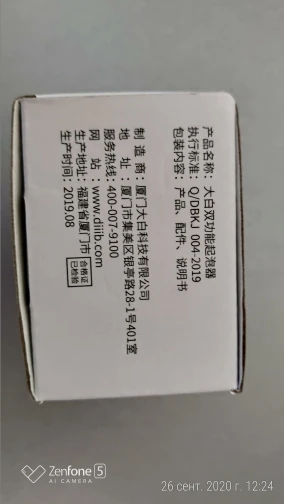 产品名称：大白双功能起泡器
执行标准：Q/DBKJ 004-2019
包装内容：产品、配件、说明书
制造商：厦门大白科技有限公司
地址：厦门市集美区银亭路28-1号401室
服务热线：400-007-9100
网站：www.diiib.com
生产地址：福建省厦门市
生产时间：2019.08
合格证
已检验
Zenfone 5
AI CAMERA
26 сент. 2020 г. 12:24